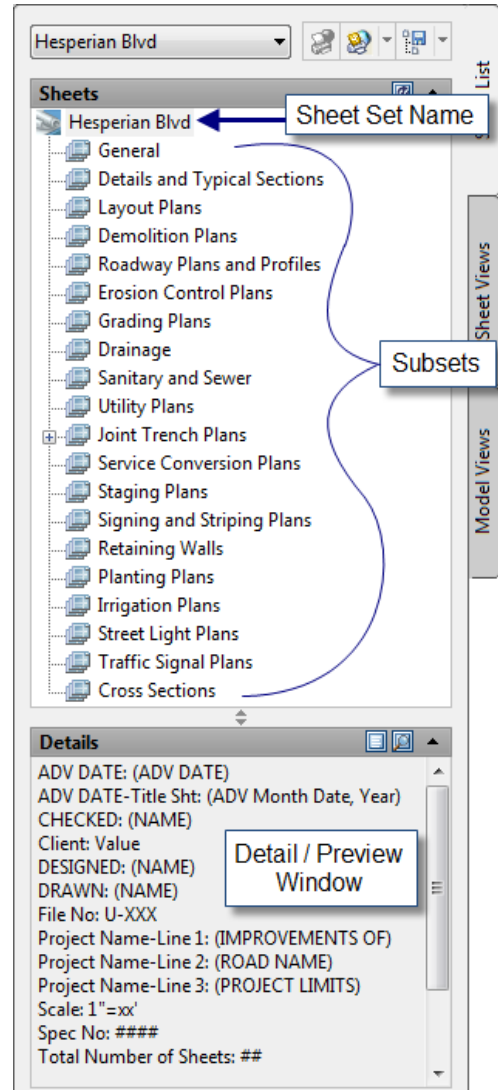 Hesperian Blvd
Sheets
Sheet Set Name
Hesperian Blvd
General
Details and Typical Sections
Layout Plans
Demolition Plans
Roadway Plans and Profiles
Erosion Control Plans
Grading Plans
Drainage
Sanitary and Sewer
Utility Plans
Joint Trench Plans
Service Conversion Plans
Staging Plans
Signing and Striping Plans
Retaining Walls
Planting Plans
Irrigation Plans
Street Light Plans
Traffic Signal Plans
Cross Sections
Subsets
List
Sheet Views
Model Views
Details
ADV DATE: (ADV DATE)
ADV DATE-Title Sht: (ADV Month Date, Year)
CHECKED: (NAME)
Client: Value
DESIGNED: (NAME)
DRAWN: (NAME)
File No: U-XXX
Project Name-Line 1: (IMPROVEMENTS OF)
Project Name-Line 2: (ROAD NAME)
Project Name-Line 3: (PROJECT LIMITS)
Scale: 1"=xx'
Spec No: ####
Total Number of Sheets: ##
Detail / Preview
Window